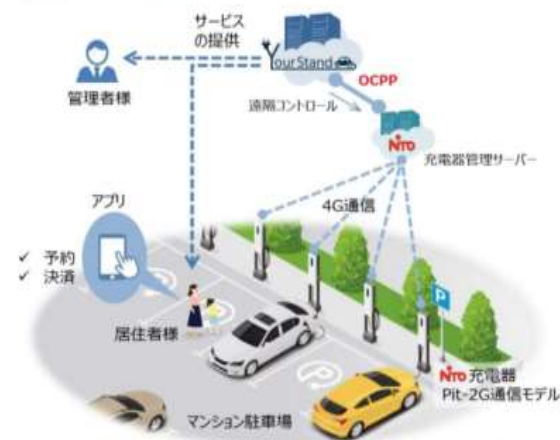 サービス
の提供
YourStand
OCPP
管理者様
遠隔コントロール
NiTO
充電器管理サーバー
アプリ
4G通信
✓ 予約
✓ 決済
P
居住者様
NiTO 充電器
Pit-2G通信モデル
マンション駐車場